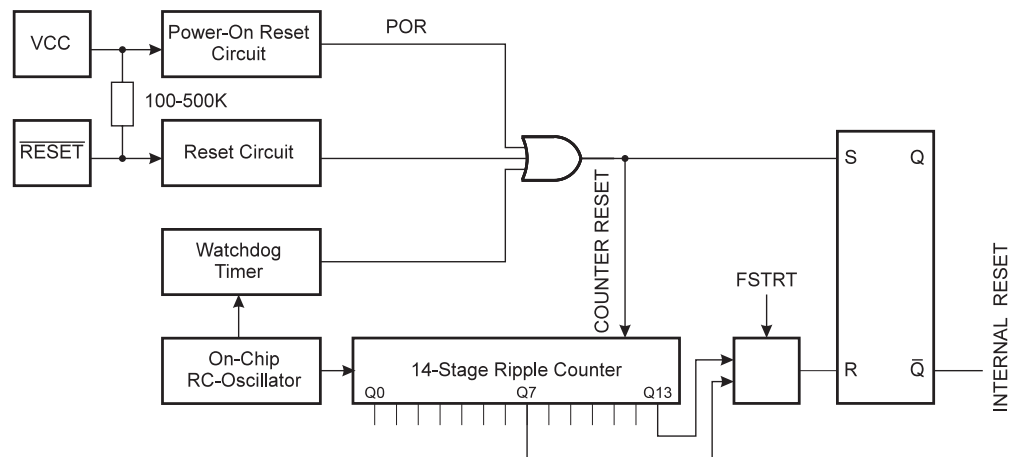 VCC
Power-On Reset
Circuit
POR
100-500K
RESET
Reset Circuit
S
Q
COUNTER RESET
Watchdog
Timer
FSTRT
INTERNAL RESET
On-Chip
RC-Oscillator
14-Stage Ripple Counter
Q0
Q7
Q13
R
Q̅